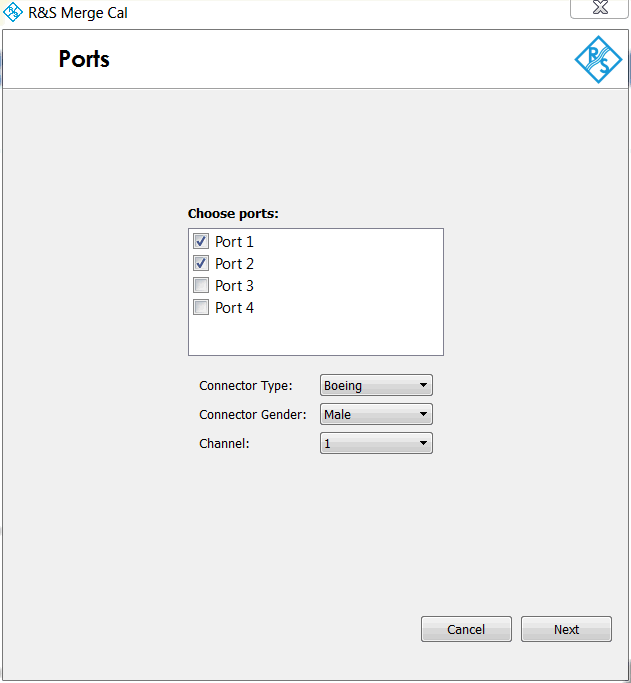 R&S Merge Cal
Ports
R S
Choose ports:
Port 1
Port 2
Port 3
Port 4
Connector Type: Boeing
Connector Gender: Male
Channel: 1
Cancel Next